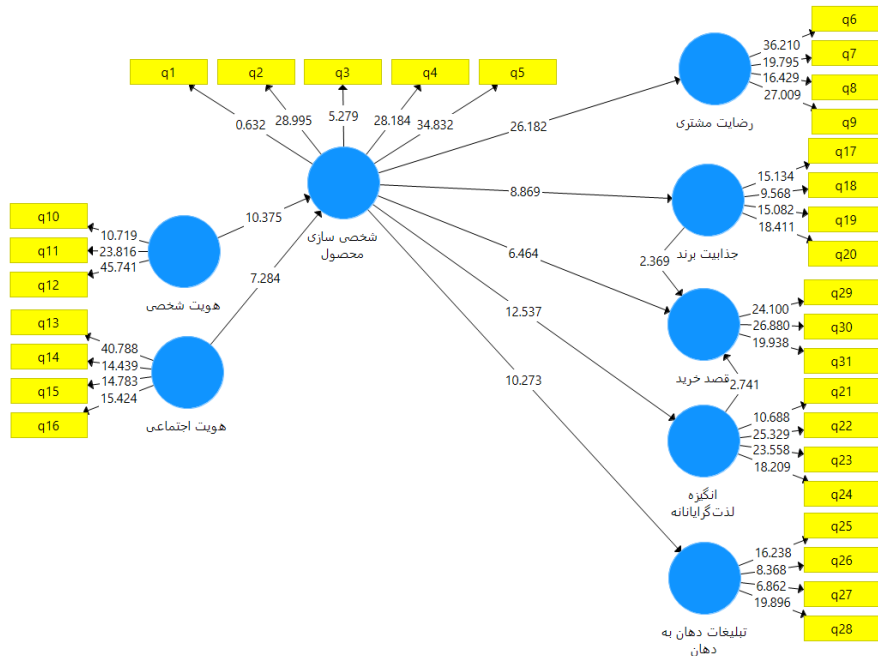 q1
q2
q3
q4
q5
0.632
28.995
5.279
28.184
34.832
شخصی سازی
محصول
q10
q11
q12
10.719
23.816
45.741
هویت شخصی
10.375
q13
q14
q15
q16
40.788
14.439
14.783
15.424
هویت اجتماعی
7.284
26.182
8.869
6.464
12.537
10.273
q6
q7
q8
q9
36.210
19.795
16.429
27.009
رضایت مشتری
q17
q18
q19
q20
15.134
9.568
15.082
18.411
جذابیت برند
2.369
q29
q30
q31
24.100
26.880
19.938
قصد خرید
2.741
q21
q22
q23
q24
10.688
25.329
23.558
18.209
انگیزه
لذت‌گرایانانه
q25
q26
q27
q28
16.238
8.368
6.862
19.896
تبلیغات دهان به
دهان